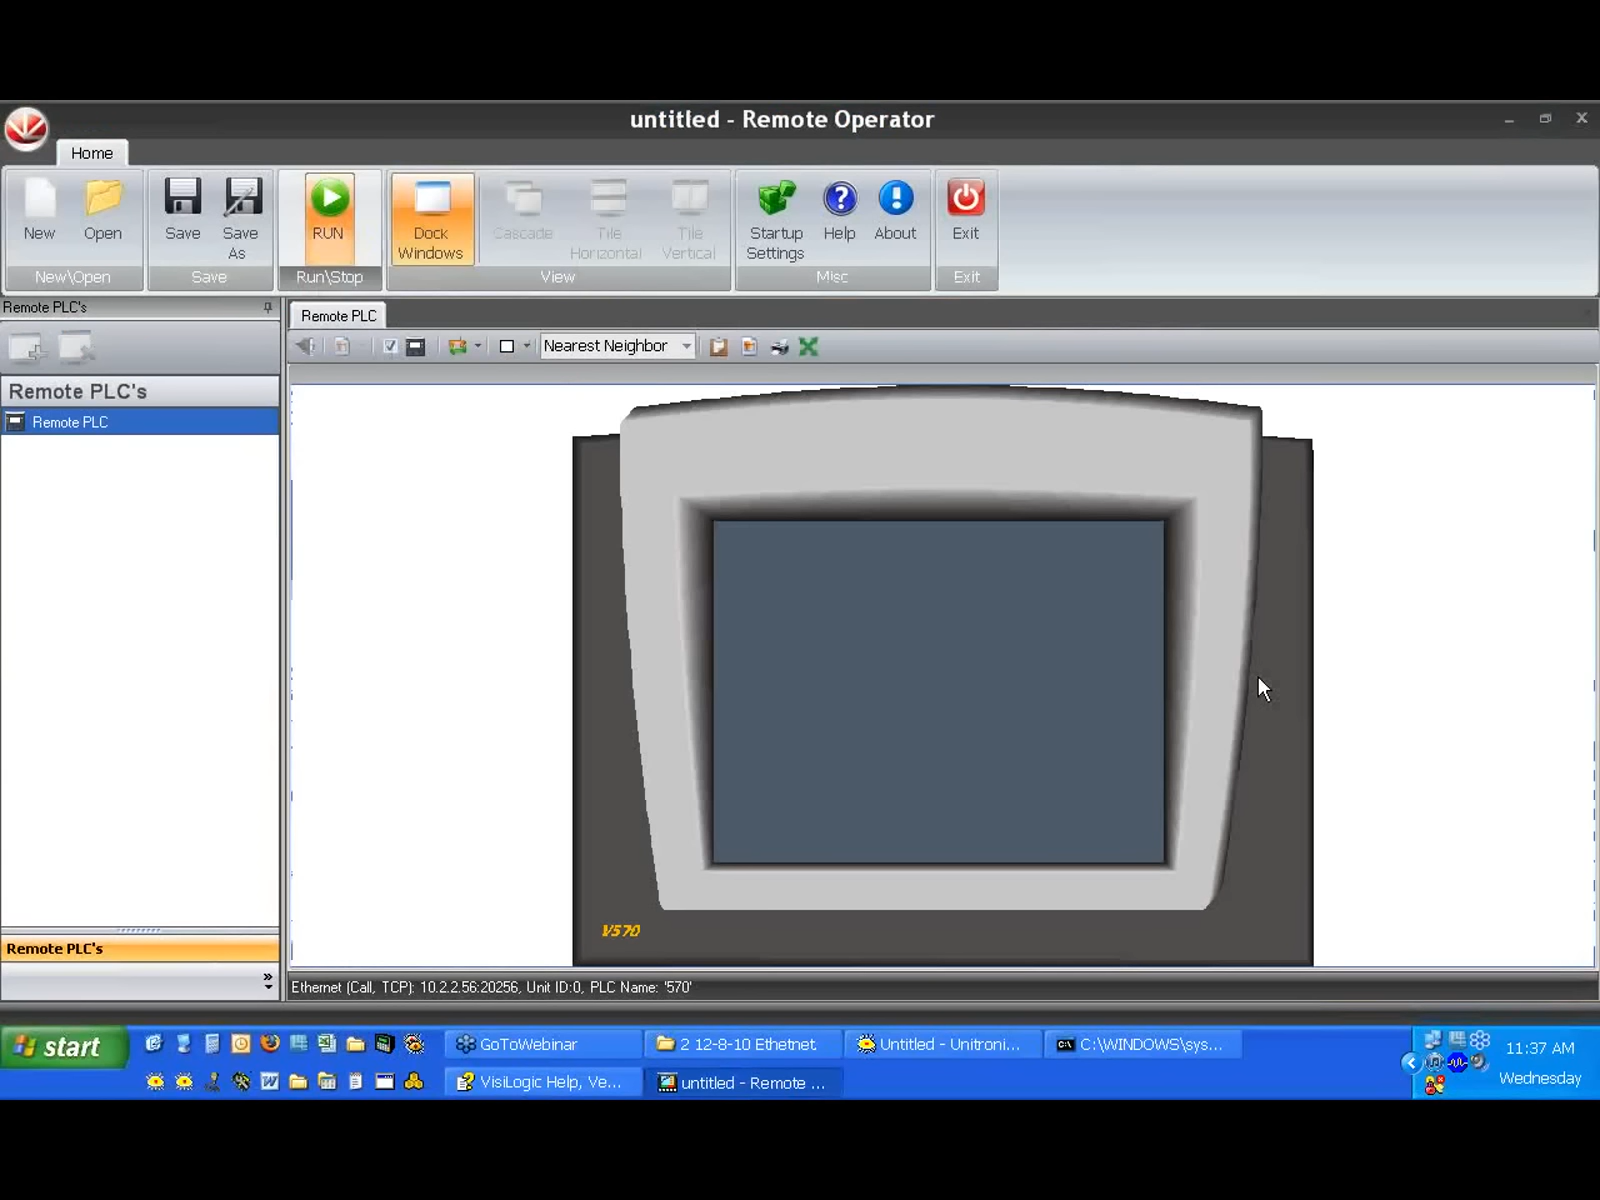 untitled - Remote Operator
Home
New
Open
Save
Save As
RUN
Dock Windows
Cascade
Tile Horizontal
Tile Vertical
Startup Settings
Help
About
Exit
New\Open
Save
Run\Stop
View
Misc
Exit
Remote PLC's
Remote PLC
Nearest Neighbor
Remote PLC's
Remote PLC
V570
Remote PLC's
Ethernet (Call, TCP): 10.2.2.56:20256, Unit ID:0, PLC Name: '570'
start
GoToWebinar
2 12-8-10 Ethetnet
Untitled - Unitroni...
C:\WINDOWS\sys...
11:37 AM
VisiLogic Help, Ve...
untitled - Remote ...
Wednesday